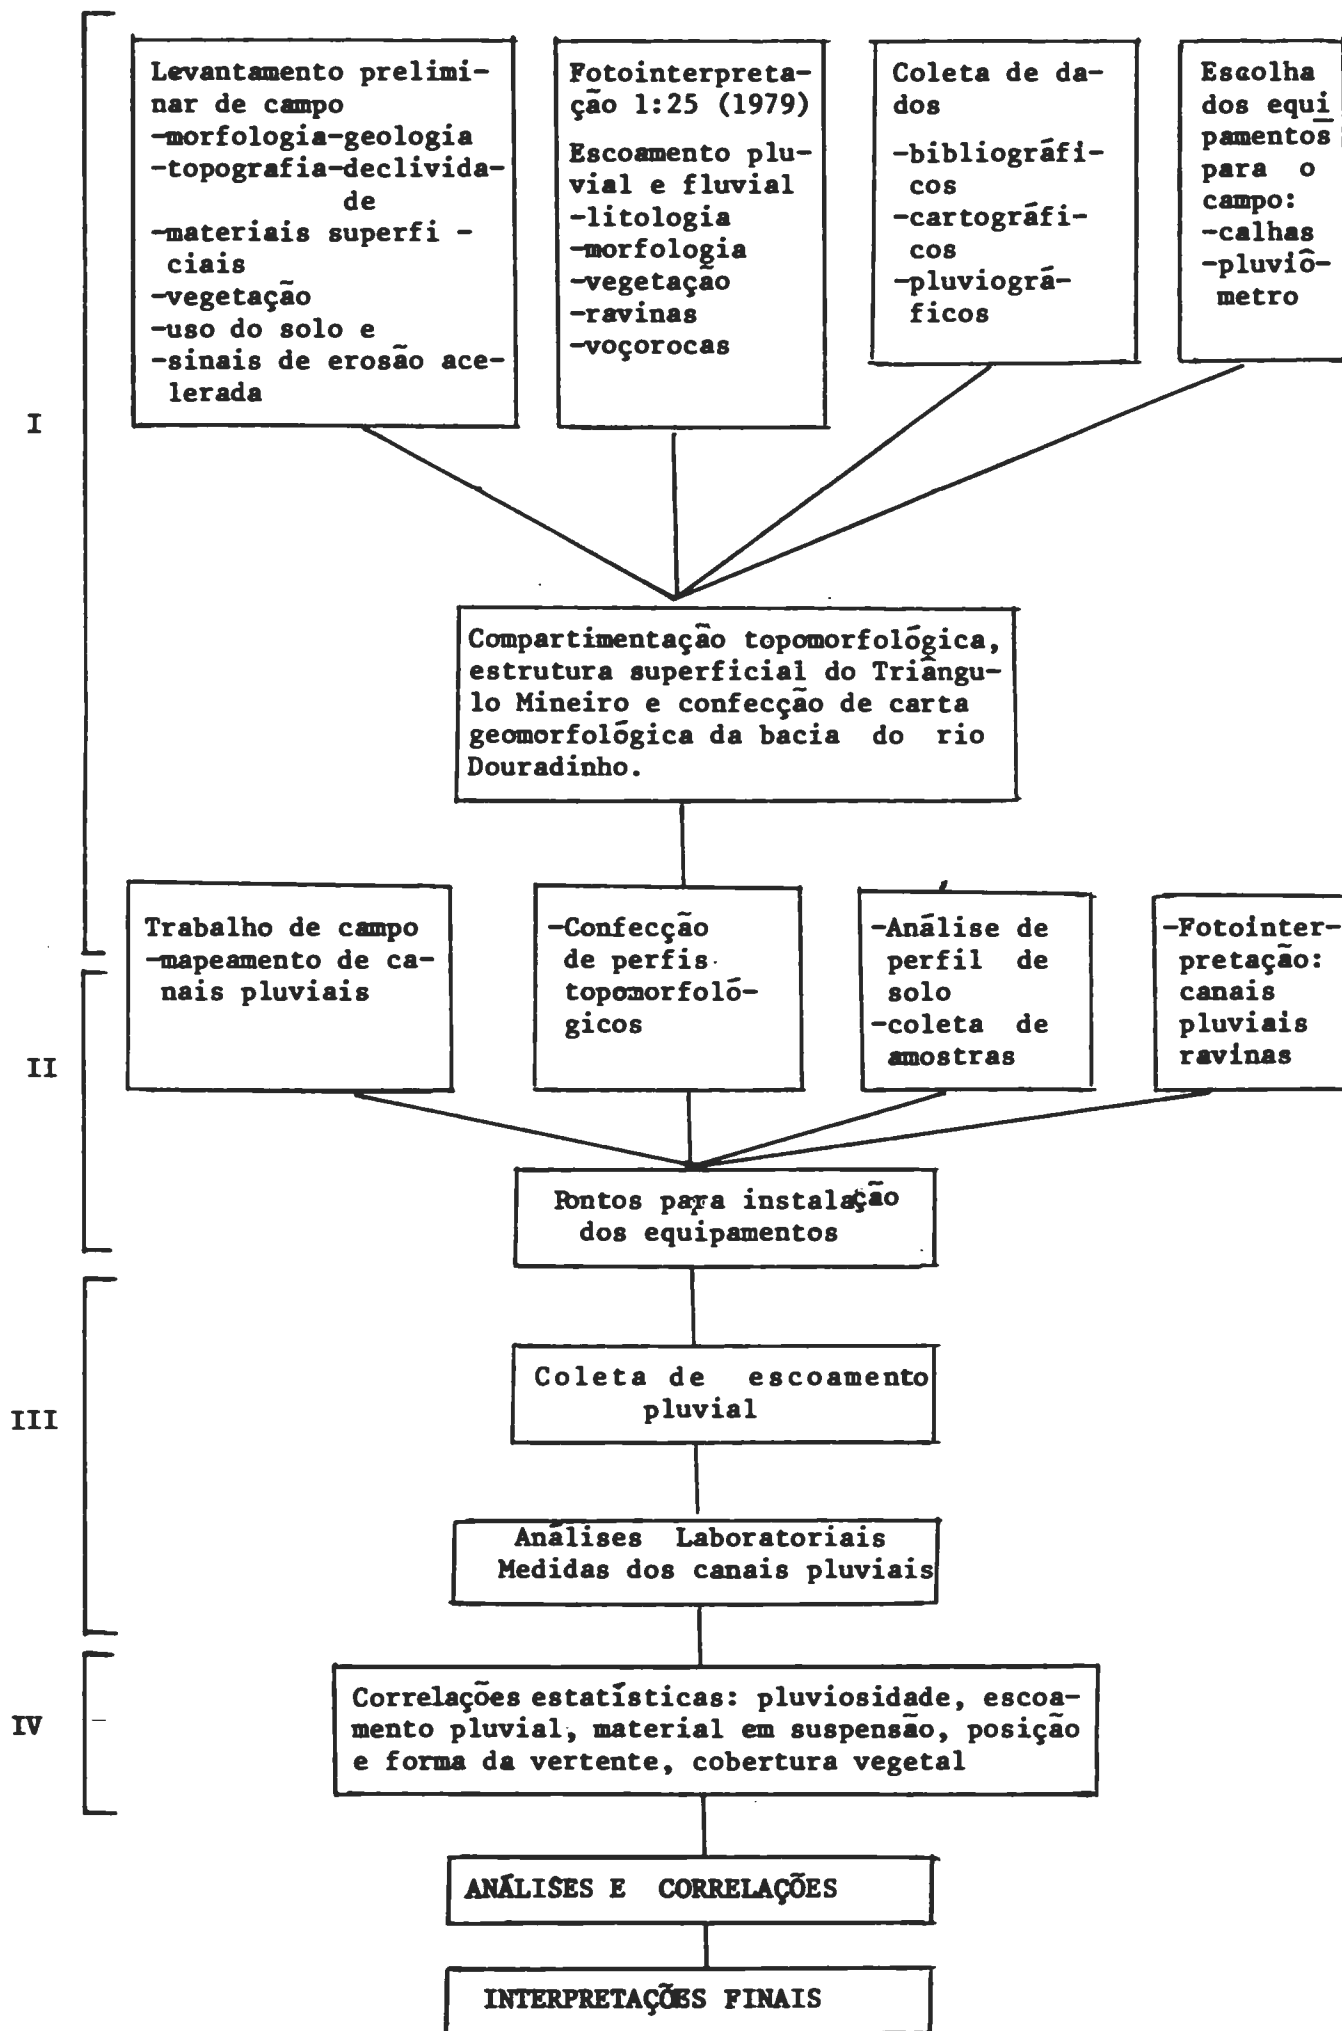 Levantamento prelimi-
nar de campo
-morfologia-geologia
-topografia-declivida-
de
-materiais superfi -
ciais
-vegetação
-uso do solo e
-sinais de erosão ace-
lerada
Fotointerpreta-
ção 1:25 (1979)
Escoamento plu-
vial e fluvial
-litologia
-morfologia
-vegetação
-ravinas
-voçorocas
Coleta de da-
dos
-bibliográfi-
cos
-cartográfi-
cos
-pluviográ-
ficos
Escolha
dos equi
pamentos
para o
campo:
-calhas
-pluviô-
metro
I
Compartimentação topomorfológica,
estrutura superficial do Triângu-
lo Mineiro e confecção de carta
geomorfológica da bacia do rio
Douradinho.
Trabalho de campo
-mapeamento de ca-
nais pluviais
-Confecção
de perfis
topomorfoló-
gicos
-Análise de
perfil de
solo
-coleta de
amostras
-Fotointer-
pretação:
canais
pluviais
ravinas
II
Pontos para instalação
dos equipamentos
Coleta de escoamento
pluvial
III
Análises Laboratoriais
Medidas dos canais pluviais
Correlações estatísticas: pluviosidade, escoa-
mento pluvial, material em suspensão, posição
e forma da vertente, cobertura vegetal
IV
ANÁLISES E CORRELAÇÕES
INTERPRETAÇÕES FINAIS